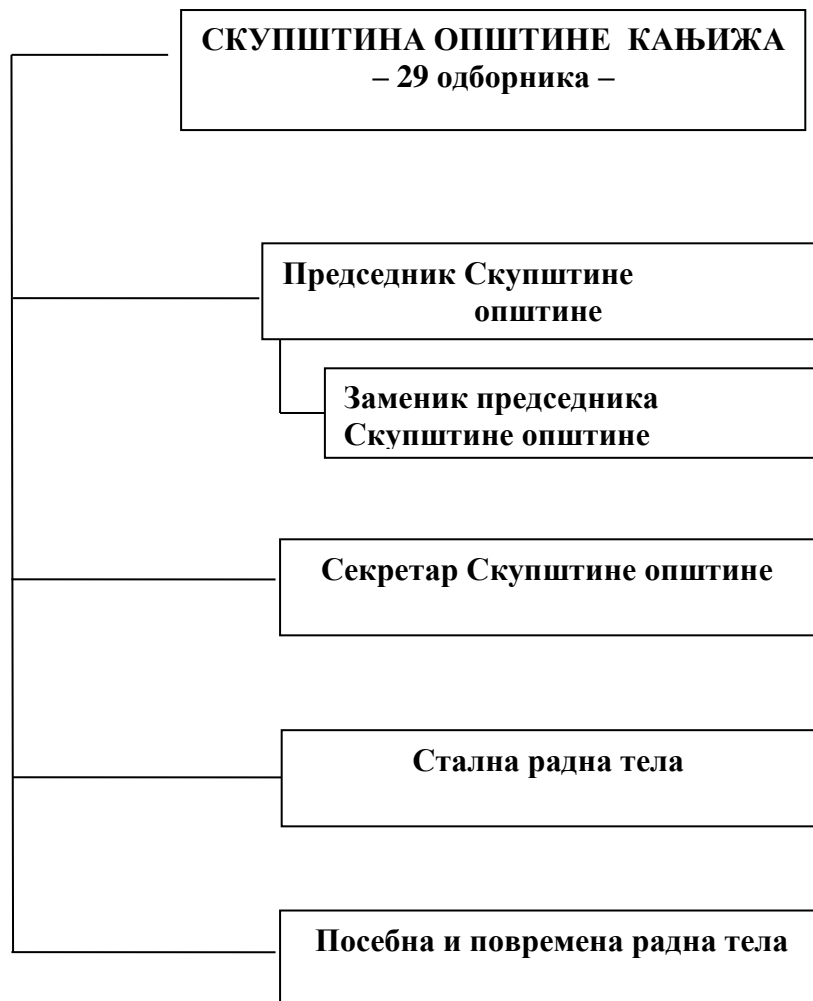 СКУПШТИНА ОПШТИНЕ КАЊИЖА
– 29 одборника –
Председник Скупштине
општине
Заменик председника
Скупштине општине
Секретар Скупштине општине
Стална радна тела
Посебна и повремена радна тела